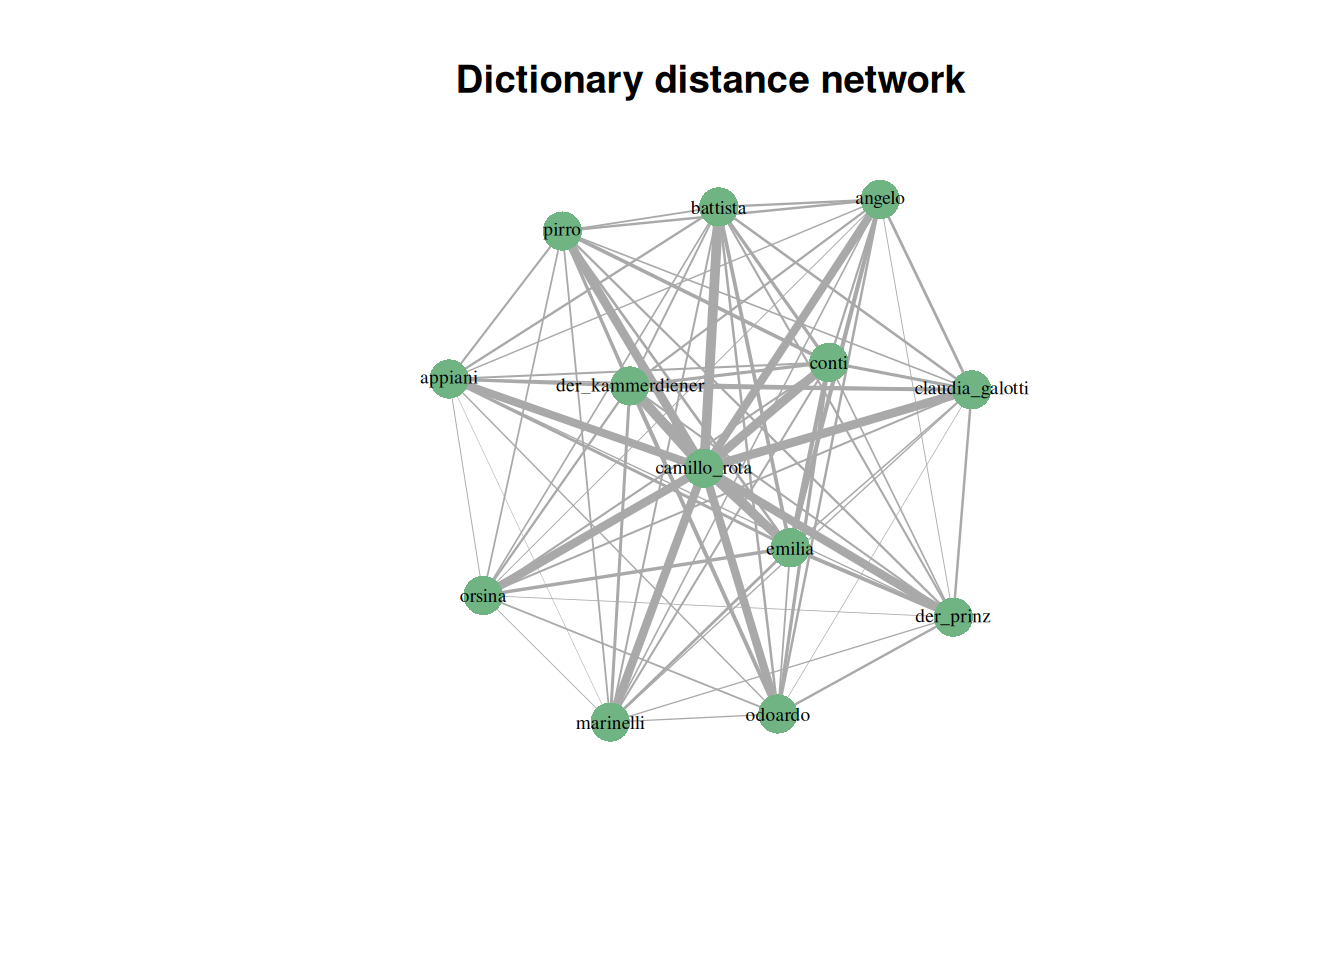 Dictionary distance network
angelo
battista
pirro
conti
appiani
der_kammerdiener
claudia_galotti
camillo_rota
emilia
orsina
der_prinz
odoardo
marinelli